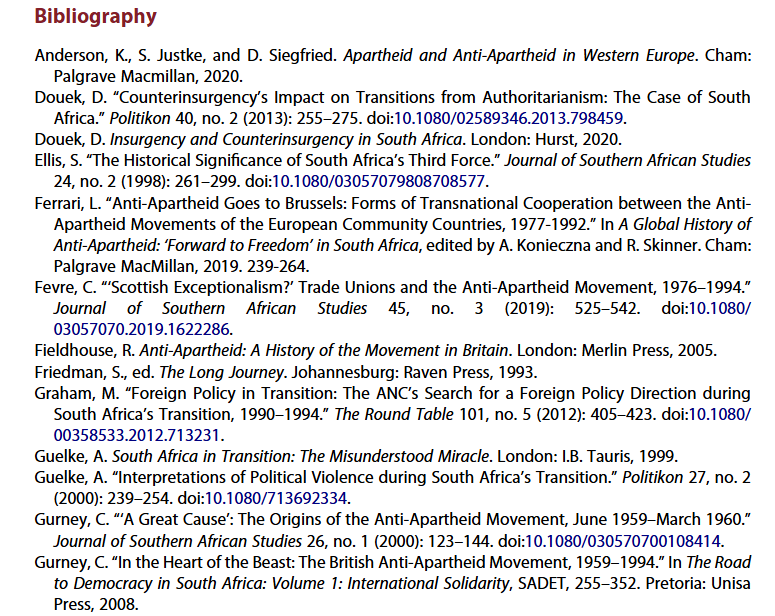 Bibliography
Anderson, K., S. Justke, and D. Siegfried. Apartheid and Anti-Apartheid in Western Europe. Cham:
Palgrave Macmillan, 2020.
Douek, D. “Counterinsurgency’s Impact on Transitions from Authoritarianism: The Case of South
Africa.” Politikon 40, no. 2 (2013): 255–275. doi:10.1080/02589346.2013.798459.
Douek, D. Insurgency and Counterinsurgency in South Africa. London: Hurst, 2020.
Ellis, S. “The Historical Significance of South Africa’s Third Force.” Journal of Southern African Studies
24, no. 2 (1998): 261–299. doi:10.1080/03057079808708577.
Ferrari, L. “Anti-Apartheid Goes to Brussels: Forms of Transnational Cooperation between the Anti-
Apartheid Movements of the European Community Countries, 1977-1992.” In A Global History of
Anti-Apartheid: ‘Forward to Freedom’ in South Africa, edited by A. Konieczna and R. Skinner. Cham:
Palgrave MacMillan, 2019. 239-264.
Fevre, C. “‘Scottish Exceptionalism?’ Trade Unions and the Anti-Apartheid Movement, 1976–1994.”
Journal of Southern African Studies 45, no. 3 (2019): 525–542. doi:10.1080/
03057070.2019.1622286.
Fieldhouse, R. Anti-Apartheid: A History of the Movement in Britain. London: Merlin Press, 2005.
Friedman, S., ed. The Long Journey. Johannesburg: Raven Press, 1993.
Graham, M. “Foreign Policy in Transition: The ANC’s Search for a Foreign Policy Direction during
South Africa’s Transition, 1990–1994.” The Round Table 101, no. 5 (2012): 405–423. doi:10.1080/
00358533.2012.713231.
Guelke, A. South Africa in Transition: The Misunderstood Miracle. London: I.B. Tauris, 1999.
Guelke, A. “Interpretations of Political Violence during South Africa’s Transition.” Politikon 27, no. 2
(2000): 239–254. doi:10.1080/713692334.
Gurney, C. “‘A Great Cause’: The Origins of the Anti-Apartheid Movement, June 1959–March 1960.”
Journal of Southern African Studies 26, no. 1 (2000): 123–144. doi:10.1080/030570700108414.
Gurney, C. “In the Heart of the Beast: The British Anti-Apartheid Movement, 1959–1994.” In The Road
to Democracy in South Africa: Volume 1: International Solidarity, SADET, 255–352. Pretoria: Unisa
Press, 2008.